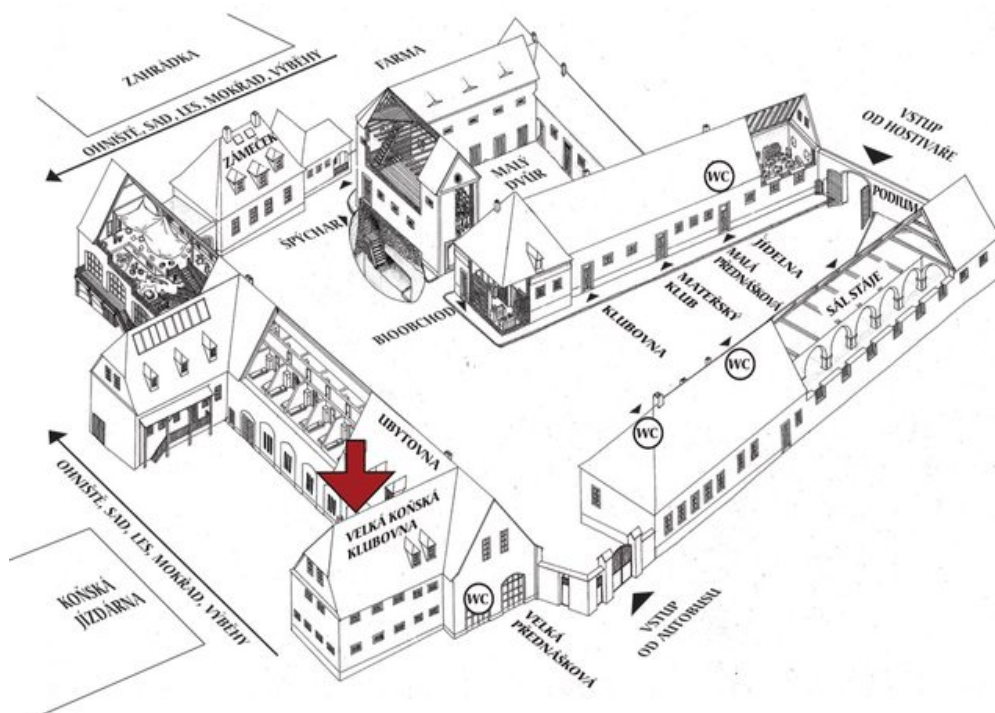 ZAHRÁDKA
OHNIŠTĚ, SAD, LES, MOKŘAD, VÝBĚHY
FARMA
ZÁMEČEK
MALÝ
DVŮR
ŠPÝCHAR
WC
VSTUP
OD HOSTIVAŘE
PODIUM
BIOOBCHOD
KLUBOVNA
MATEŘSKÝ
KLUB
MALÁ
PŘEDNÁŠKOVÁ
JÍDELNA
SÁL STÁJE
WC
WC
UBYTOVNA
VELKÁ KOŇSKÁ
KLUBOVNA
WC
VELKÁ
PŘEDNÁŠKOVÁ
VSTUP
OD AUTOBUSU
OHNIŠTĚ, SAD, LES, MOKŘAD, VÝBĚHY
KOŇSKÁ
JÍZDÁRNA